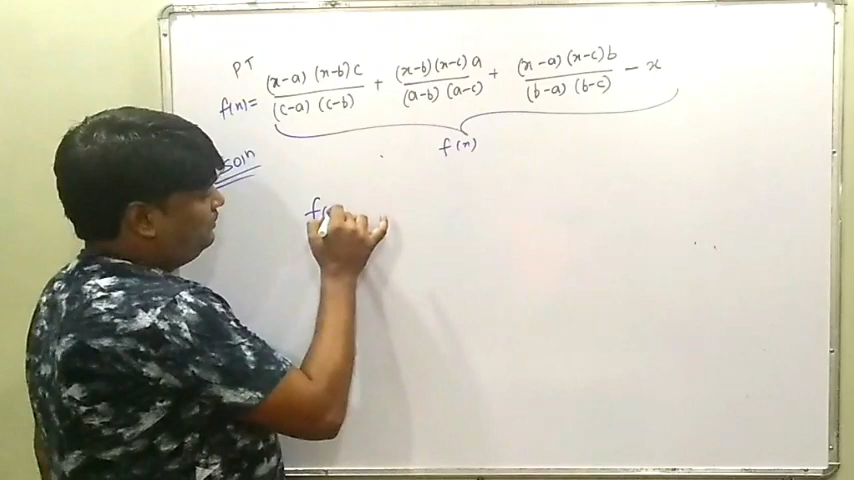 PT
f(x)= (x-a) (x-b)c / (c-a) (c-b) + (x-b)(x-c)a / (a-b) (a-c) + (x-a) (x-c)b / (b-a) (b-c) - x
f(x)
soln
f(